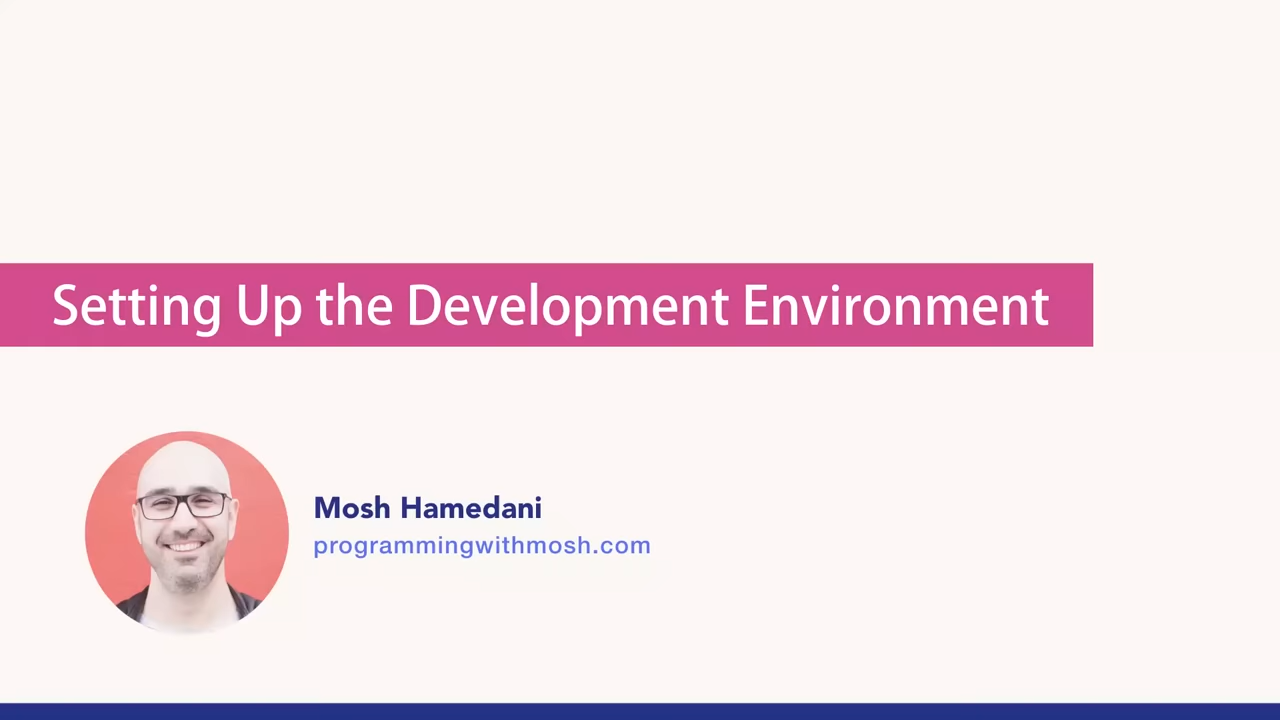 Setting Up the Development Environment
Mosh Hamedani
programmingwithmosh.com